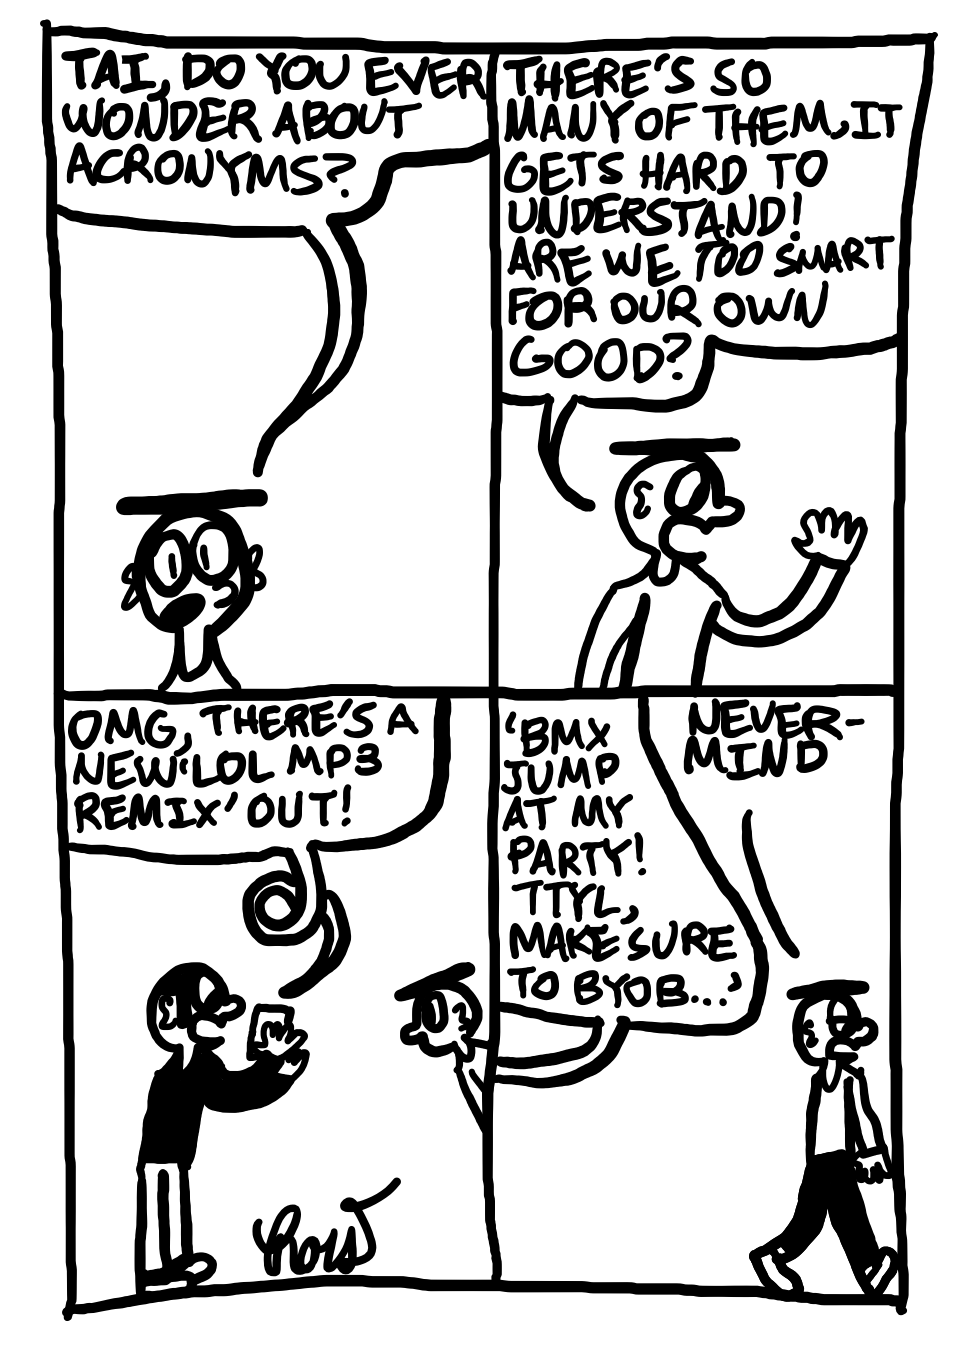 TAI, DO YOU EVER
WONDER ABOUT
ACRONYMS?
THERE'S SO
MANY OF THEM, IT
GETS HARD TO
UNDERSTAND!
ARE WE TOO SMART
FOR OUR OWN
GOOD?
OMG, THERE'S A
NEW 'LOL MP3
REMIX' OUT!
'BMX
JUMP
AT MY
PARTY!
TTYL,
MAKE SURE
TO BYOB...'
NEVER-
MIND